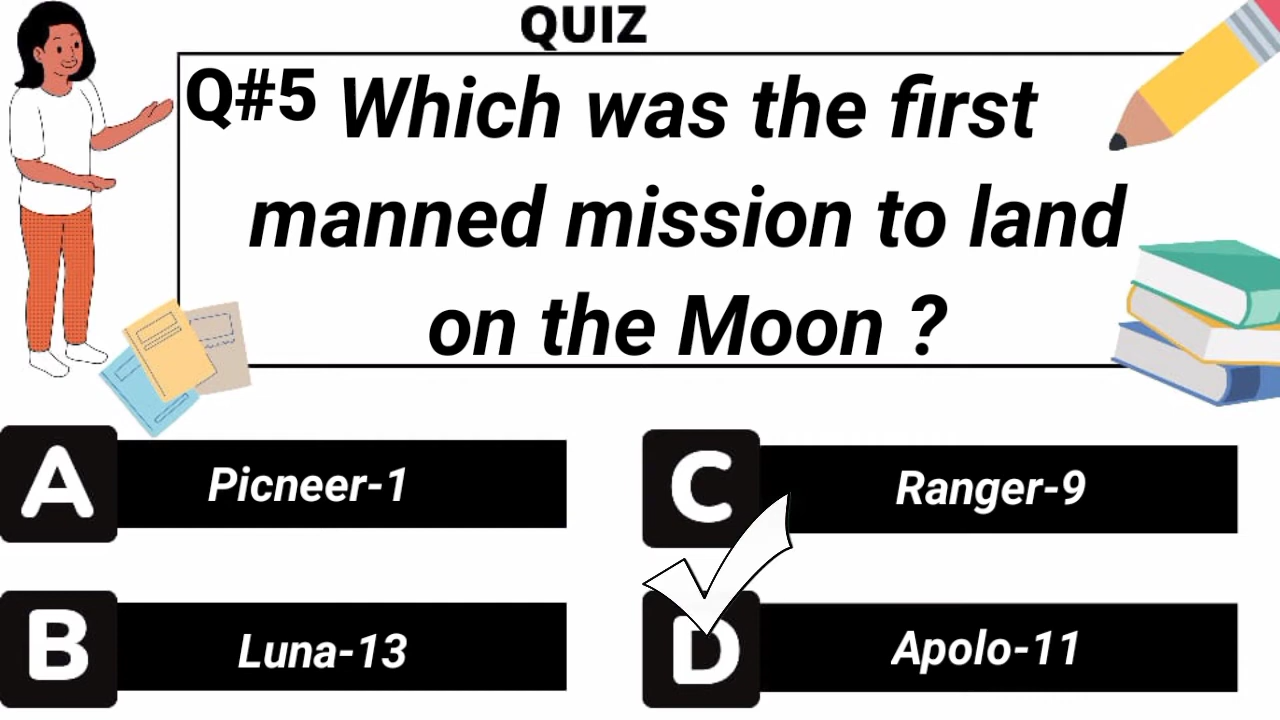 QUIZ
Q#5 Which was the first
manned mission to land
on the Moon ?
A Picneer-1
B Luna-13
C Ranger-9
D Apolo-11